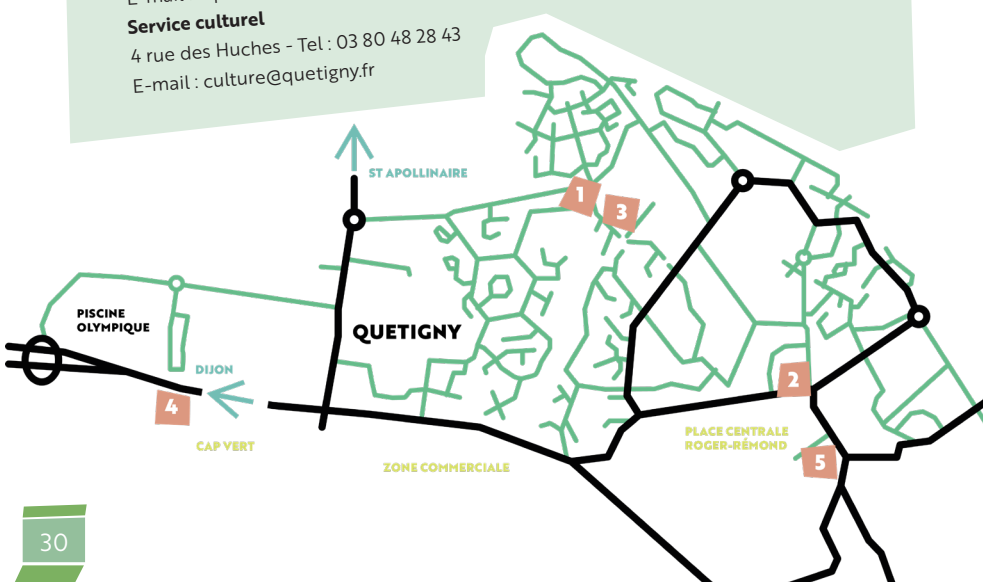 Service culturel
4 rue des Huches - Tel : 03 80 48 28 43
E-mail : culture@quetigny.fr
ST APOLLINAIRE
1
3
PISCINE
OLYMPIQUE
QUETIGNY
DIJON
2
4
PLACE CENTRALE
ROGER-RÉMOND
CAP VERT
ZONE COMMERCIALE
5
30